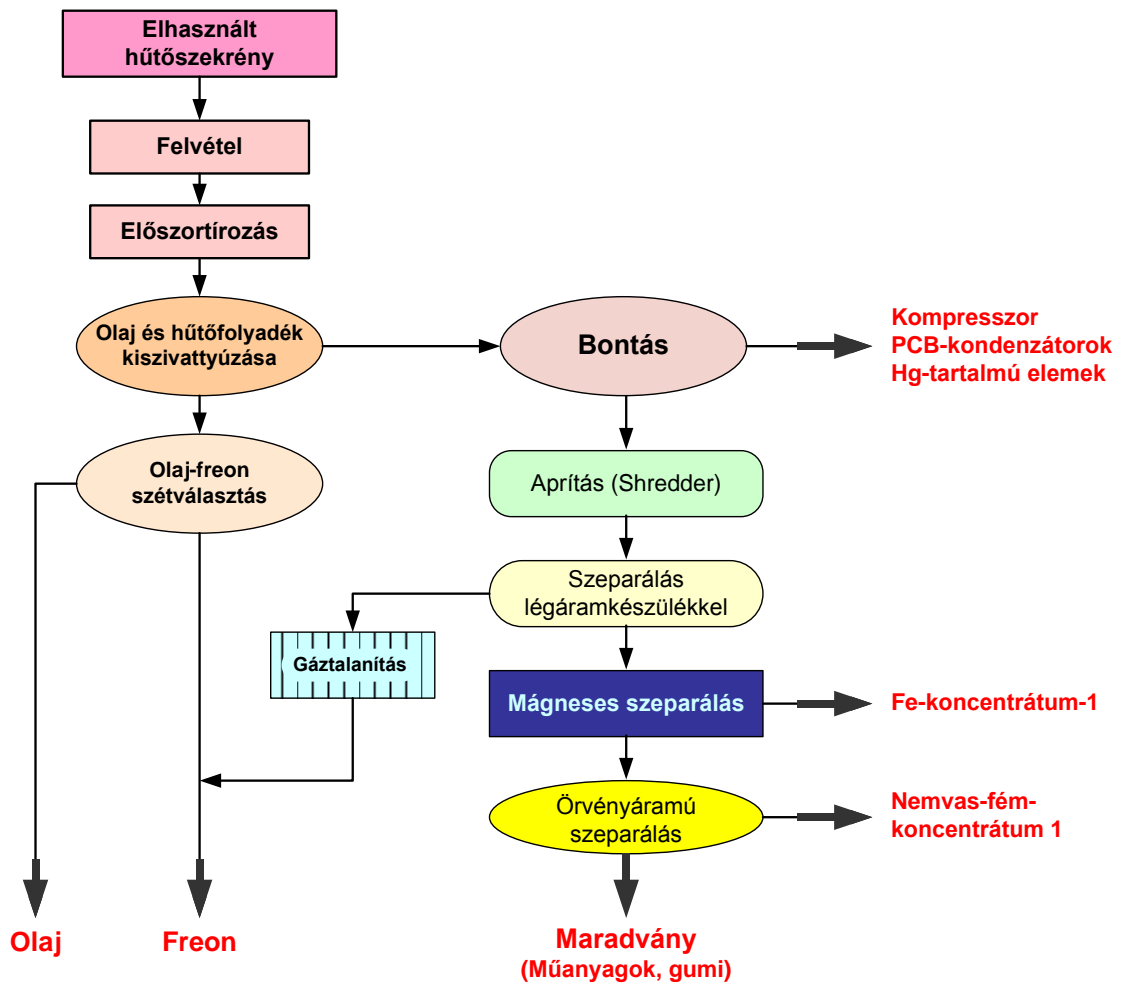 Elhasznált
hűtőszekrény
Felvétel
Előszortírozás
Olaj és hűtőfolyadék
kiszivattyúzása
Bontás
Kompresszor
PCB-kondenzátorok
Hg-tartalmú elemek
Olaj-freon
szétválasztás
Aprítás (Shredder)
Szeparálás
légáramkészülékkel
Gáztalanítás
Mágneses szeparálás
Fe-koncentrátum-1
Örvényáramú
szeparálás
Nemvas-fém-
koncentrátum 1
Olaj
Freon
Maradvány
(Műanyagok, gumi)